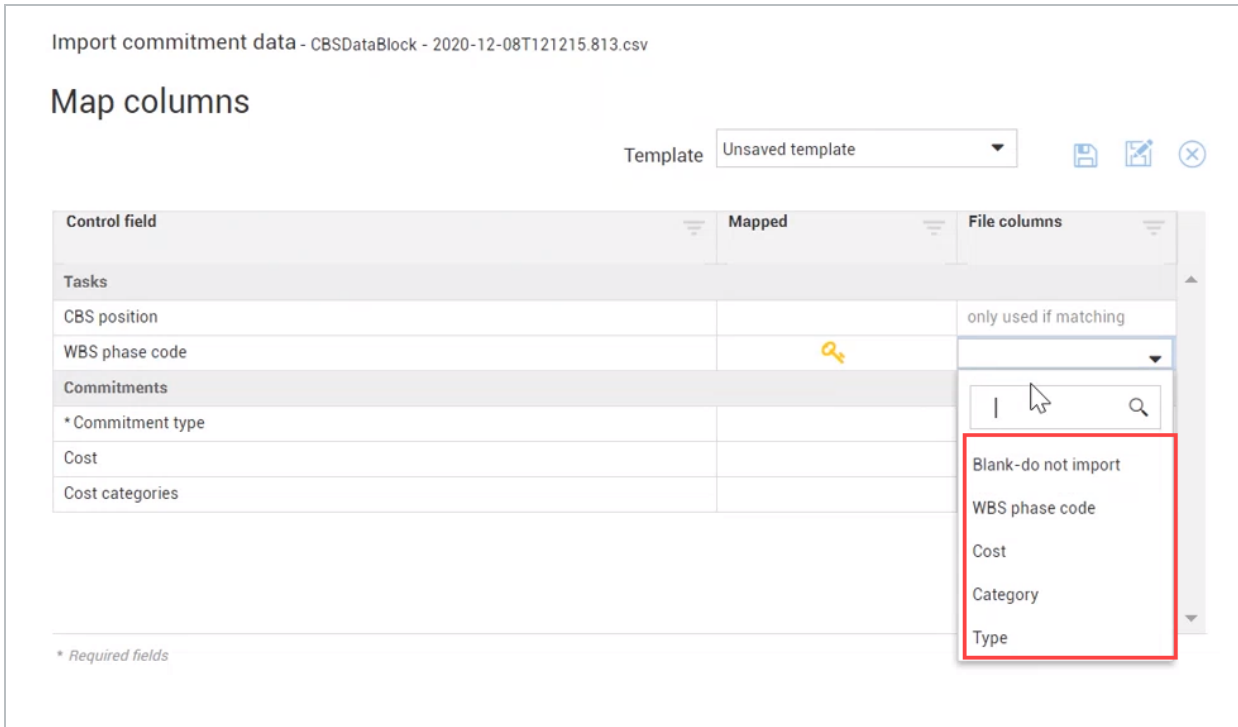 Import commitment data - CBSDataBlock - 2020-12-08T121215.813.csv
Map columns
Template Unsaved template
Control field Mapped File columns
Tasks
CBS position only used if matching
WBS phase code
Commitments
* Commitment type
Cost
Cost categories
Blank-do not import
WBS phase code
Cost
Category
Type
* Required fields